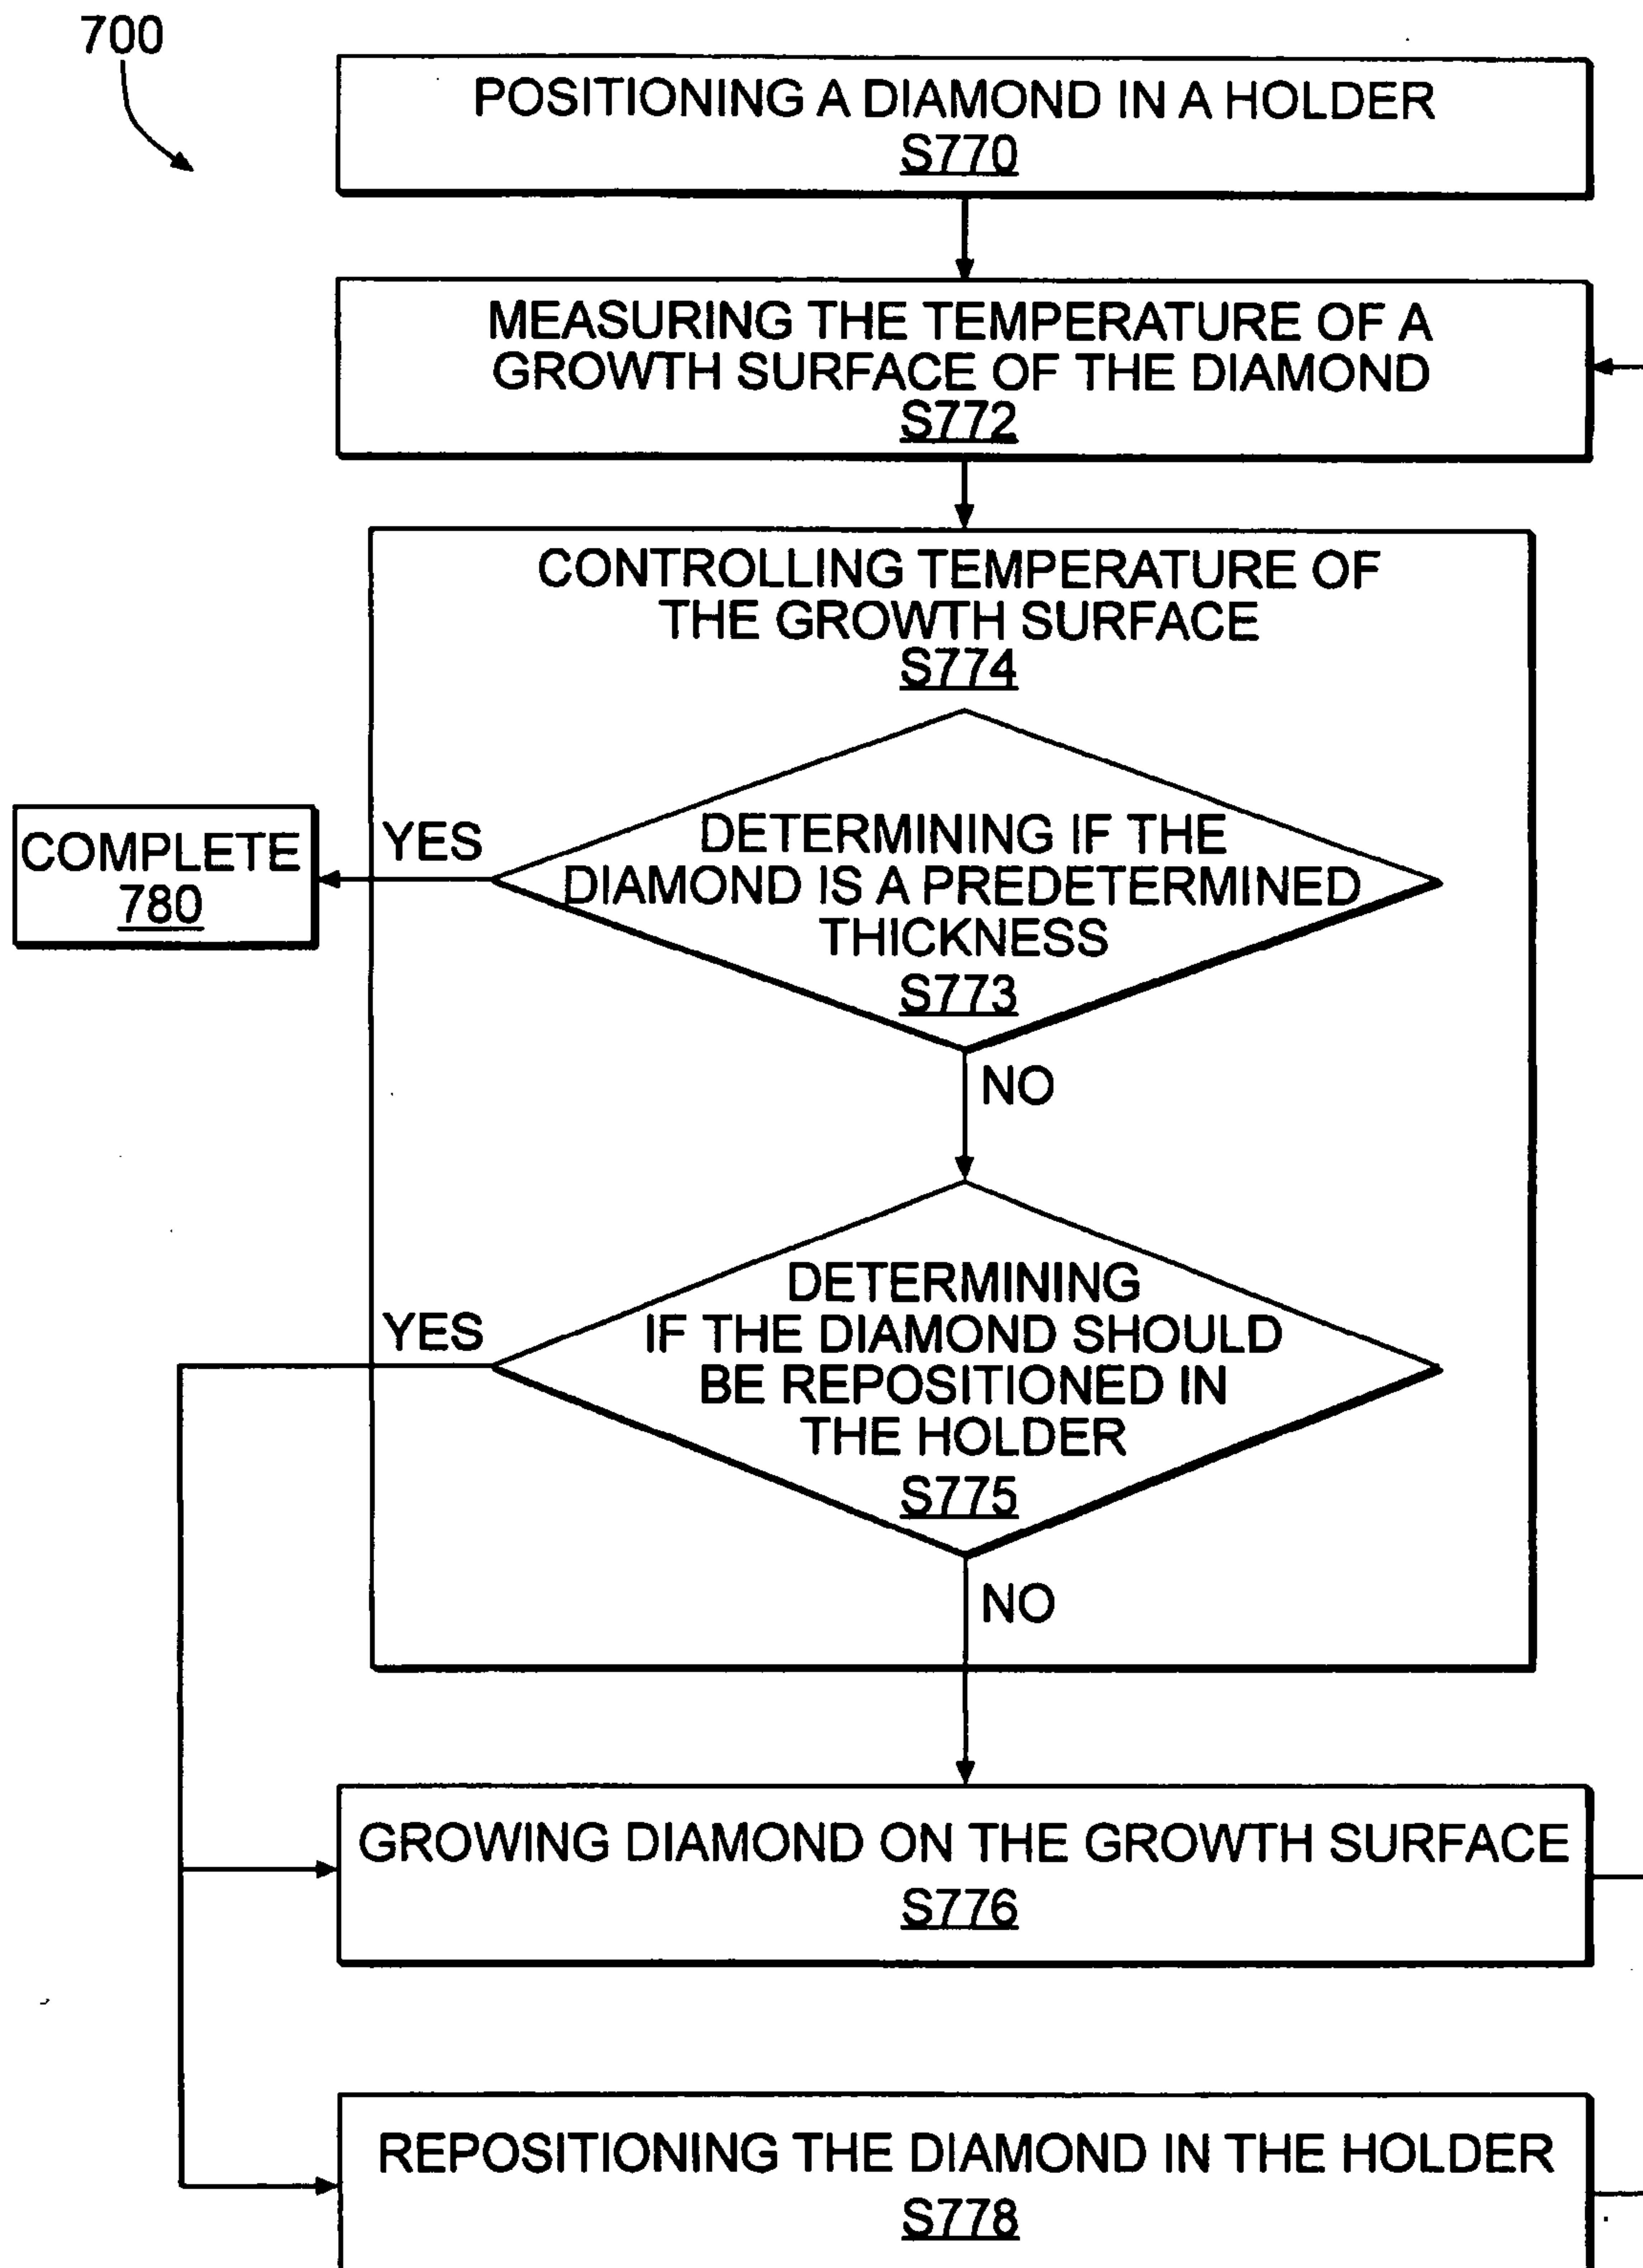 700
POSITIONING A DIAMOND IN A HOLDER
S770
MEASURING THE TEMPERATURE OF A
GROWTH SURFACE OF THE DIAMOND
S772
CONTROLLING TEMPERATURE OF
THE GROWTH SURFACE
S774
YES
DETERMINING IF THE
DIAMOND IS A PREDETERMINED
THICKNESS
S773
COMPLETE
780
NO
YES
DETERMINING
IF THE DIAMOND SHOULD
BE REPOSITIONED IN
THE HOLDER
S775
NO
GROWING DIAMOND ON THE GROWTH SURFACE
S776
REPOSITIONING THE DIAMOND IN THE HOLDER
S778